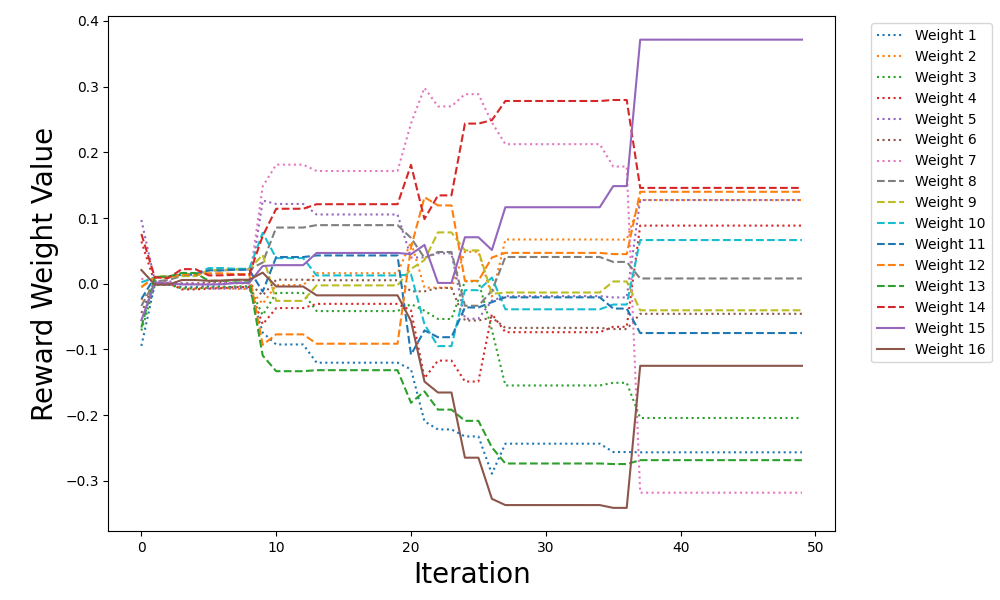 0.4
0.3
0.2
0.1
0.0
−0.1
−0.2
−0.3
Reward Weight Value
0 10 20 30 40 50
Iteration
Weight 1
Weight 2
Weight 3
Weight 4
Weight 5
Weight 6
Weight 7
Weight 8
Weight 9
Weight 10
Weight 11
Weight 12
Weight 13
Weight 14
Weight 15
Weight 16